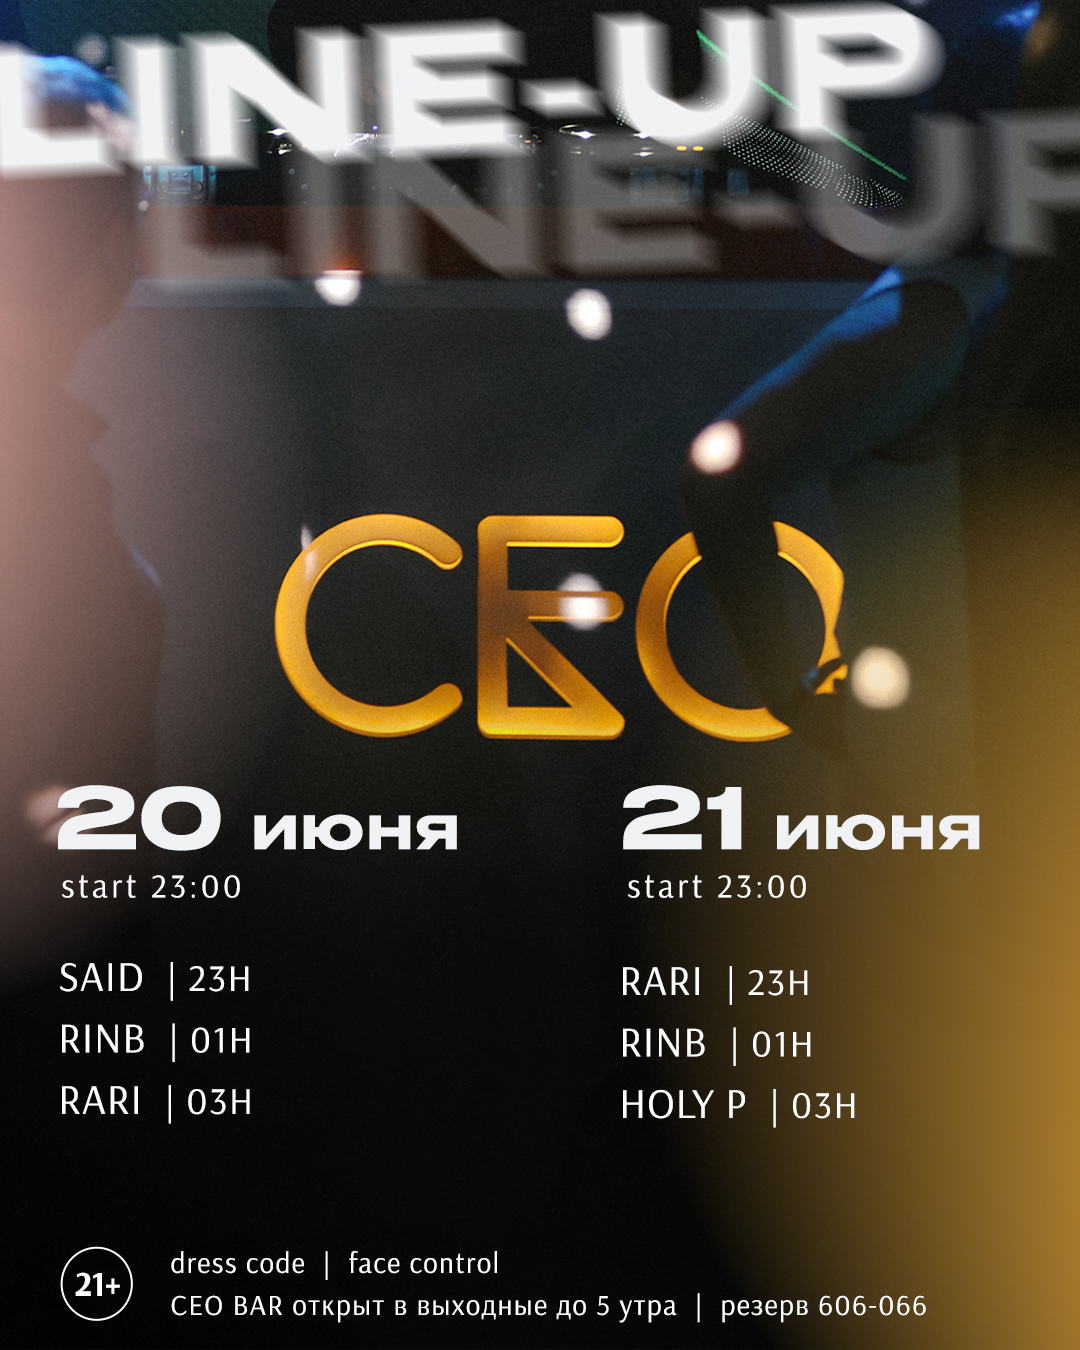 LINE-UP
LINE-UP
CEO
20 июня
start 23:00
SAID | 23H
RINB | 01H
RARI | 03H
21 июня
start 23:00
RARI | 23H
RINB | 01H
HOLY P | 03H
21+
dress code | face control
CEO BAR открыт в выходные до 5 утра | резерв 606-066